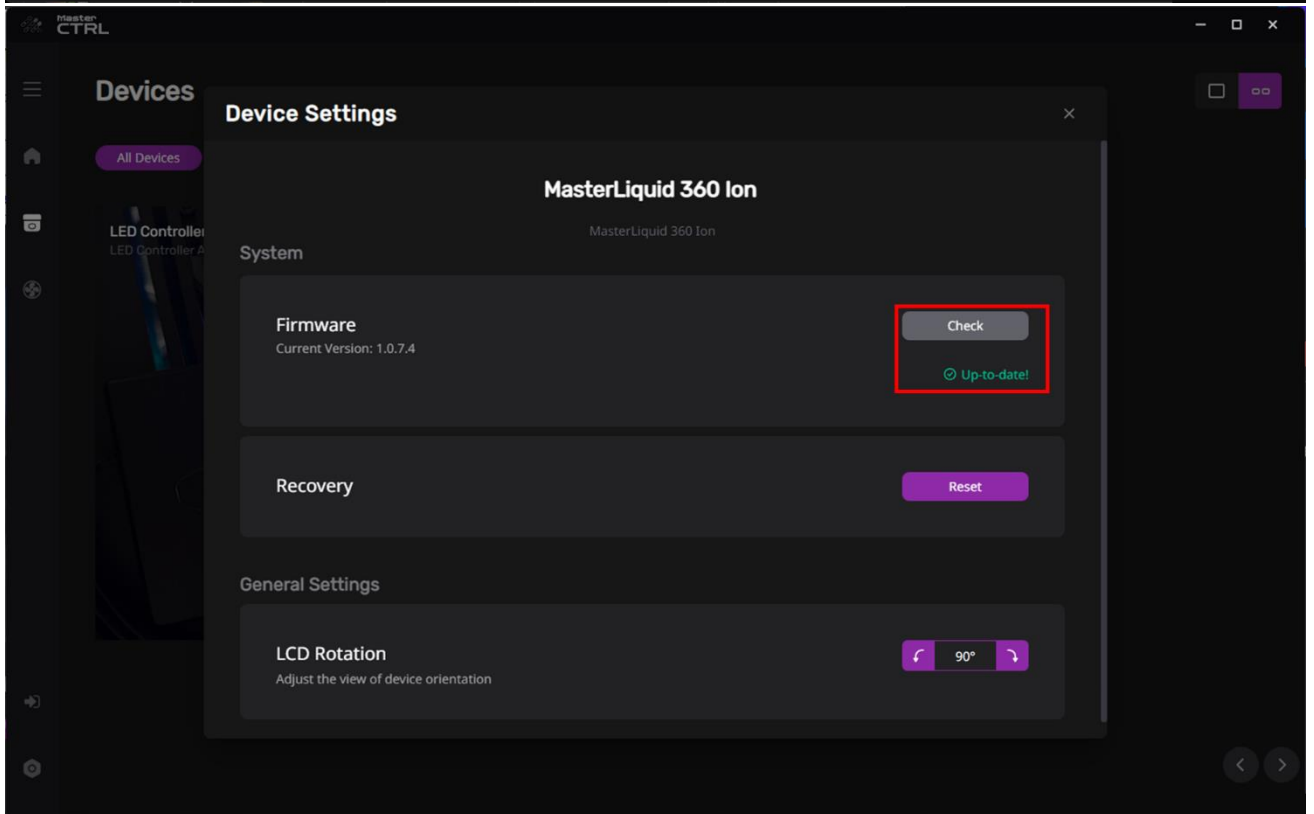 Master
CTRL
Devices
All Devices
LED Controller
LED Controller A
Device Settings
MasterLiquid 360 Ion
MasterLiquid 360 Ion
System
Firmware
Current Version: 1.0.7.4
Check
Up-to-date!
Recovery
Reset
General Settings
LCD Rotation
Adjust the view of device orientation
90°